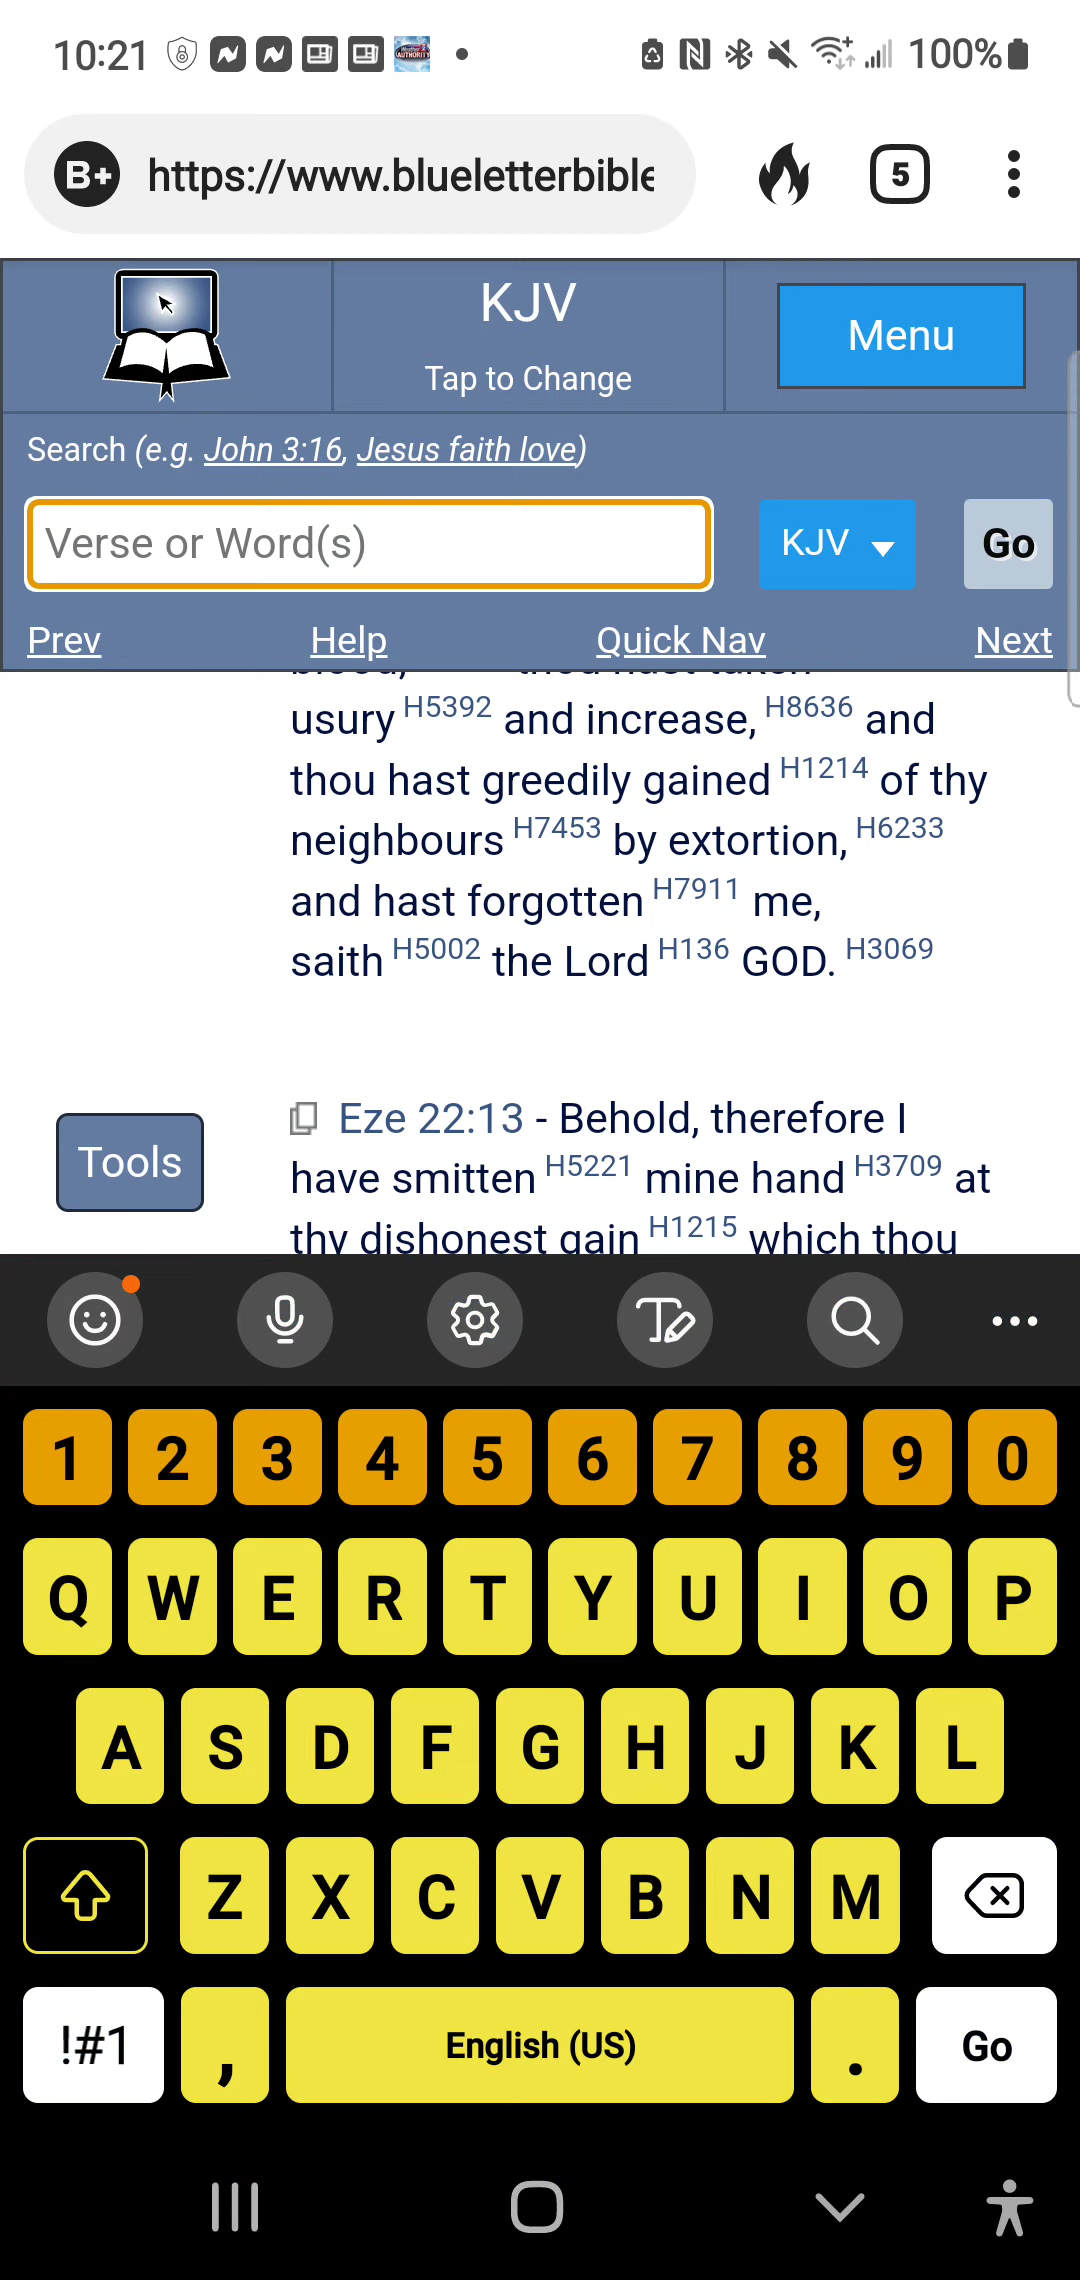 10:21 100%
B+ https://www.blueletterbible 5
KJV
Tap to Change
Menu
Search (e.g. John 3:16, Jesus faith love)
Verse or Word(s) KJV Go
Prev Help Quick Nav Next
blood, thou hast taken
usury H5392 and increase, H8636 and
thou hast greedily gained H1214 of thy
neighbours H7453 by extortion, H6233
and hast forgotten H7911 me,
saith H5002 the Lord H136 GOD. H3069
Tools
Eze 22:13 - Behold, therefore I
have smitten H5221 mine hand H3709 at
thy dishonest gain H1215 which thou
1 2 3 4 5 6 7 8 9 0
Q W E R T Y U I O P
A S D F G H J K L
Z X C V B N M
!#1 , English (US) . Go